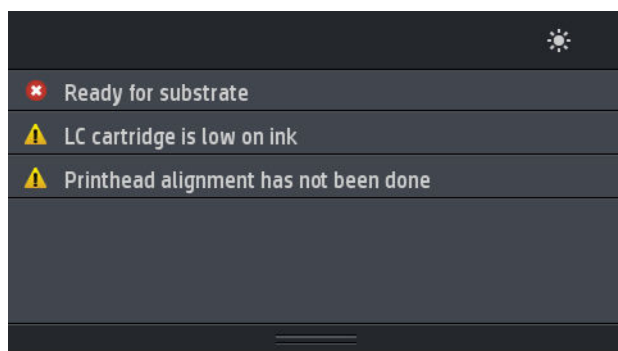 Ready for substrate
LC cartridge is low on ink
Printhead alignment has not been done